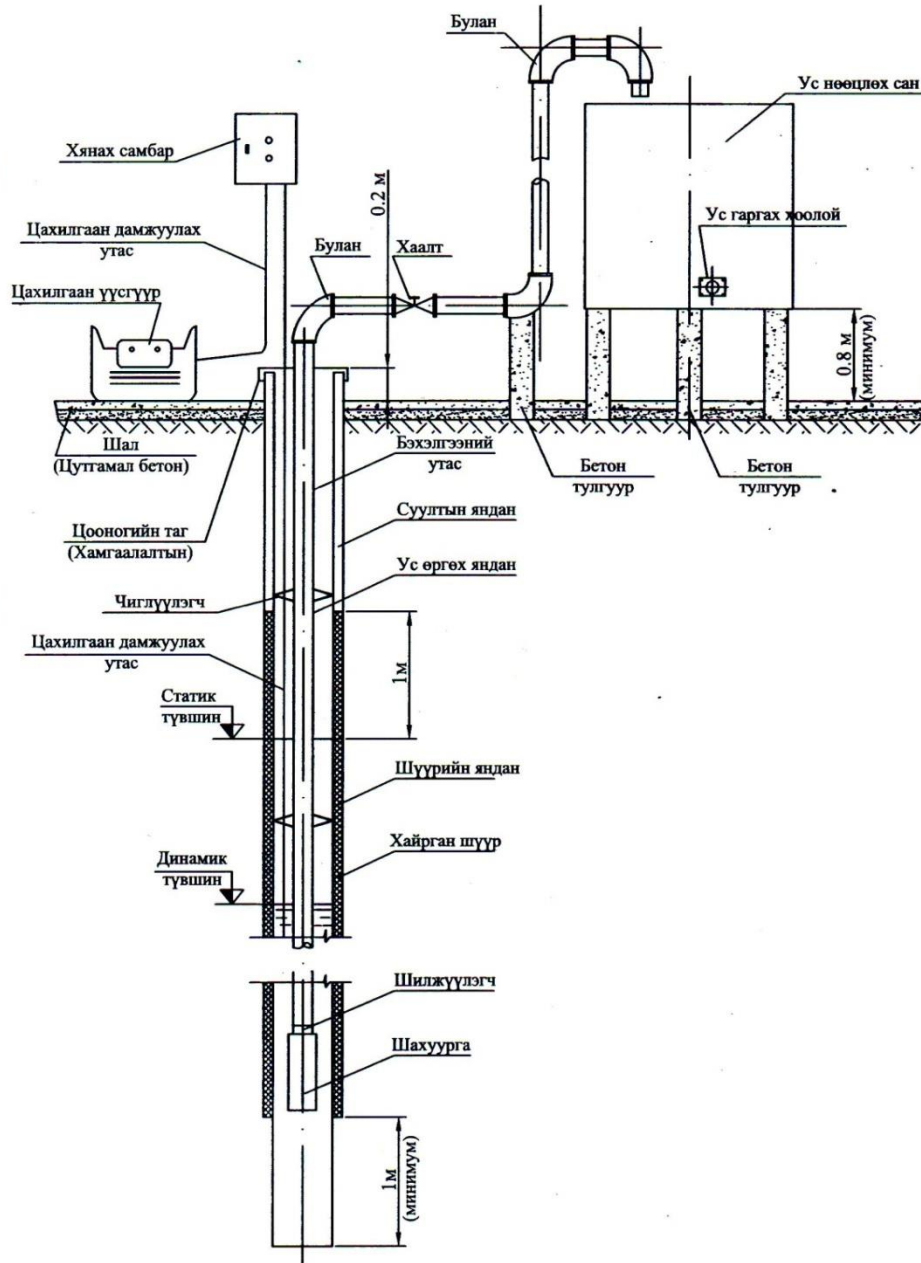 Булан
Ус нөөцлөх сан
Хянах самбар
0.2 м
Ус гаргах хоолой
Цахилгаан дамжуулах
утас
Булан
Хаалт
Цахилгаан үүсгүүр
0.8 м
(минимум)
Шал
(Цутгамал бетон)
Бэхэлгээний
утас
Бетон
тулгуур
Бетон
тулгуур
Цооногийн таг
(Хамгаалалтын)
Суултын яндан
Ус өргөх яндан
Чиглүүлэгч
Цахилгаан дамжуулах
утас
1м
Статик
түвшин
Шүүрийн яндан
Хайрган шүүр
Динамик
түвшин
Шилжүүлэгч
Шахуурга
1м
(минимум)